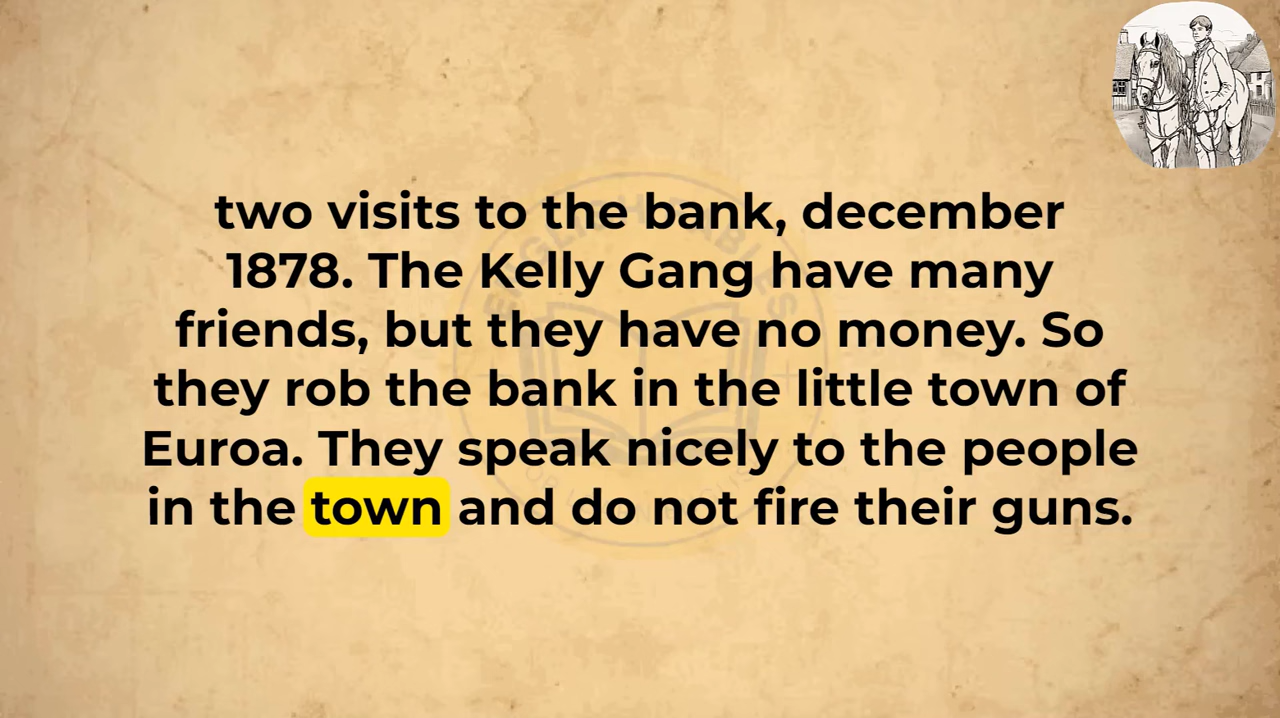 two visits to the bank, december
1878. The Kelly Gang have many
friends, but they have no money. So
they rob the bank in the little town of
Euroa. They speak nicely to the people
in the town and do not fire their guns.